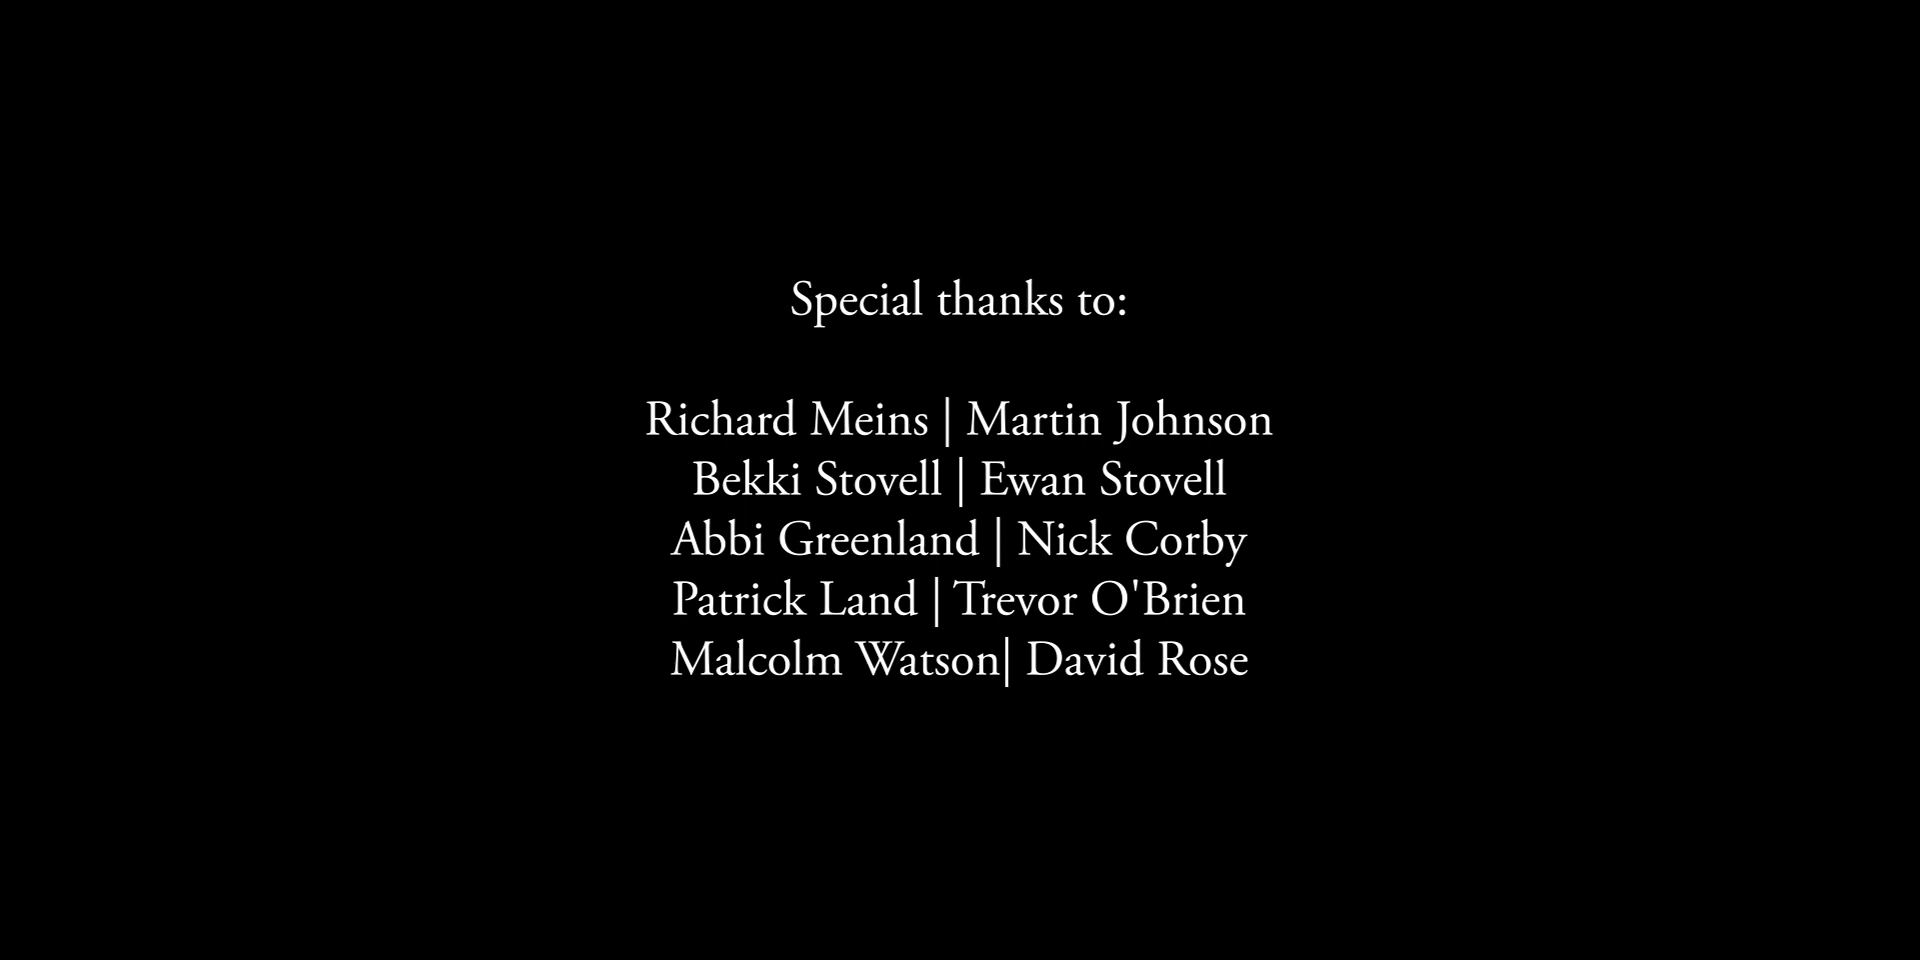 Special thanks to:
Richard Meins | Martin Johnson
Bekki Stovell | Ewan Stovell
Abbi Greenland | Nick Corby
Patrick Land | Trevor O'Brien
Malcolm Watson| David Rose